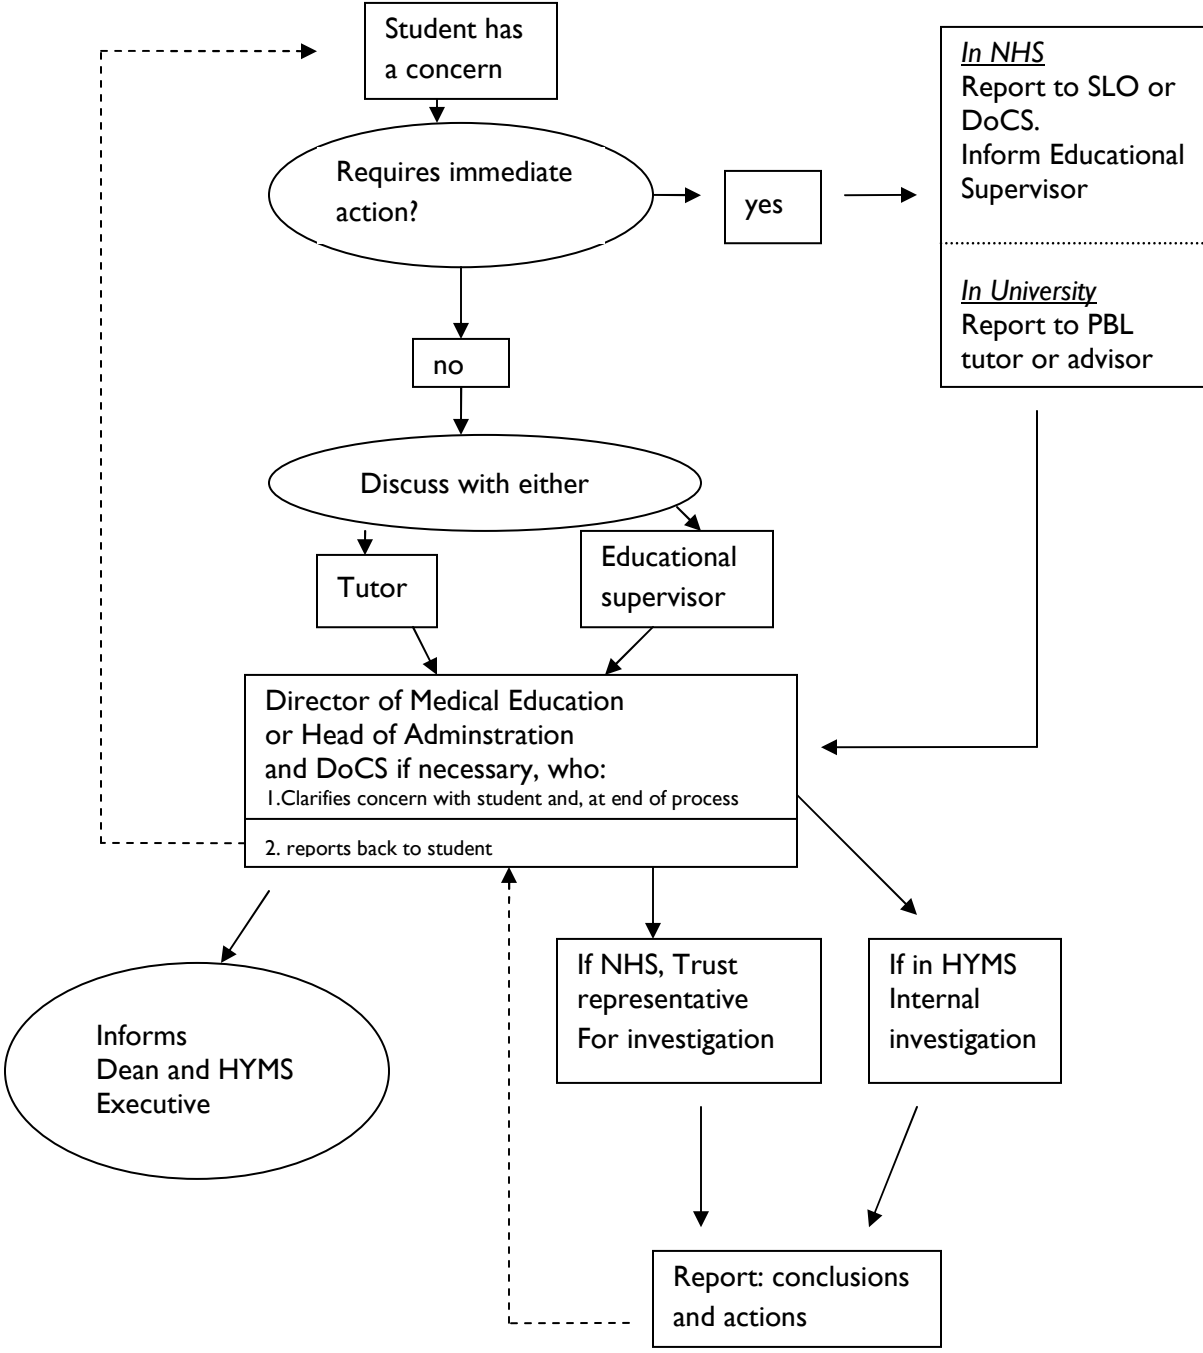 Student has
a concern
Requires immediate
action?
yes
In NHS
Report to SLO or
DoCS.
Inform Educational
Supervisor
In University
Report to PBL
tutor or advisor
no
Discuss with either
Tutor
Educational
supervisor
Director of Medical Education
or Head of Adminstration
and DoCS if necessary, who:
1.Clarifies concern with student and, at end of process
2. reports back to student
Informs
Dean and HYMS
Executive
If NHS, Trust
representative
For investigation
If in HYMS
Internal
investigation
Report: conclusions
and actions